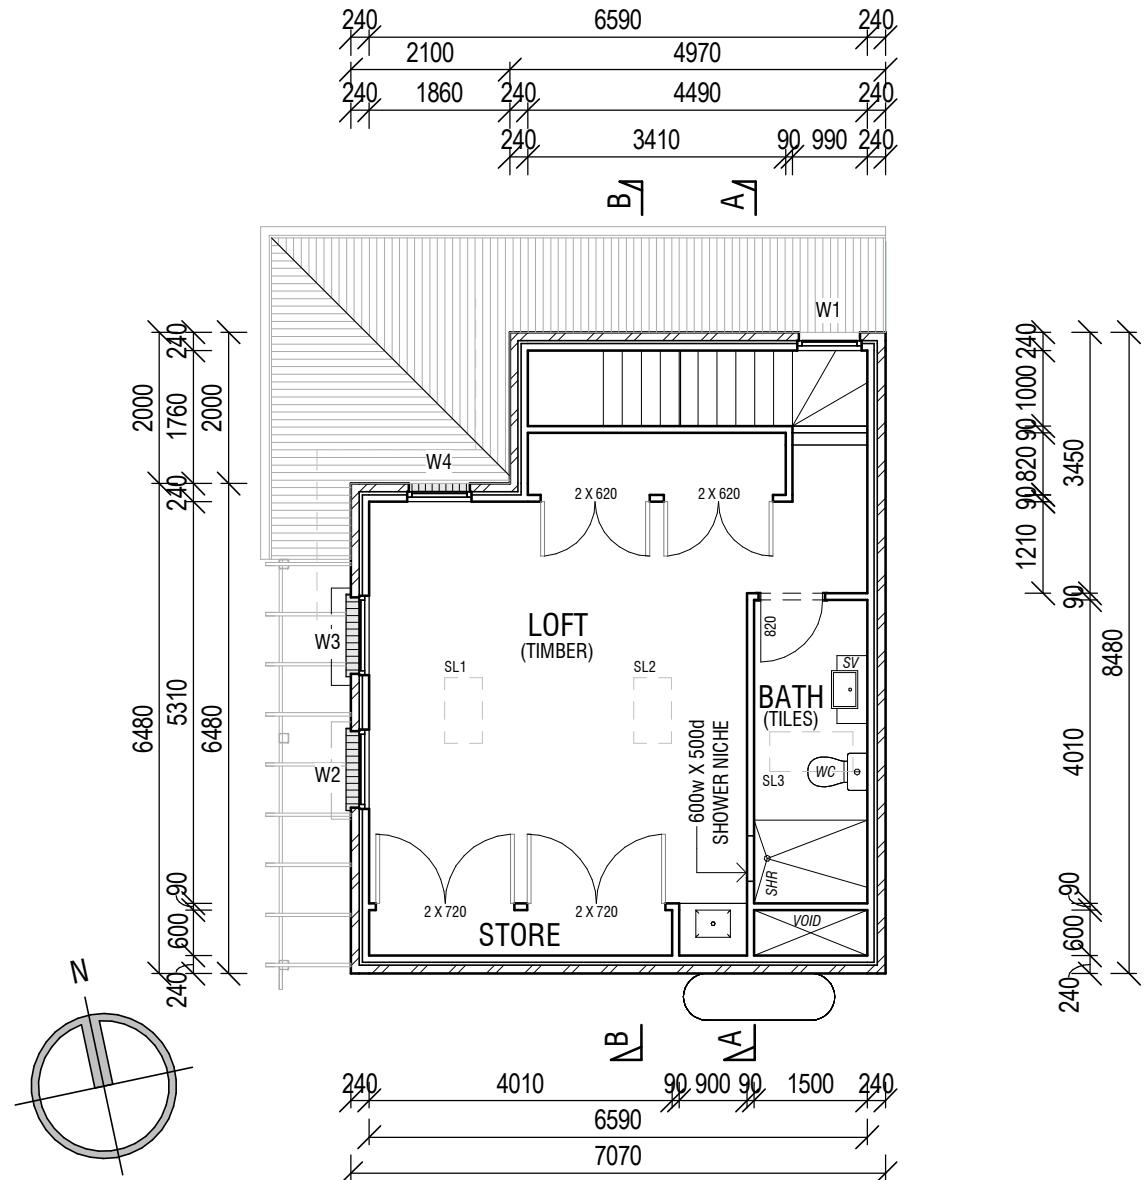 240 6590 240
2100 4970
240 1860 240 4490 240
240 3410 90 990 240
B A
W1
240
1760
240
2000
2000
5310
6480
6480
90
600
240
W4
2 X 620 2 X 620
LOFT
(TIMBER)
W3
SL1 SL2
820
SV
BATH
(TILES)
W2
WC
SL3
600w X 500d
SHOWER NICHE
SHR
2 X 720 2 X 720
STORE
VOID
240
1000
90
820
90
1210
3450
90
4010
90
600
240
8480
N
B A
240 4010 90 900 90 1500 240
6590
7070